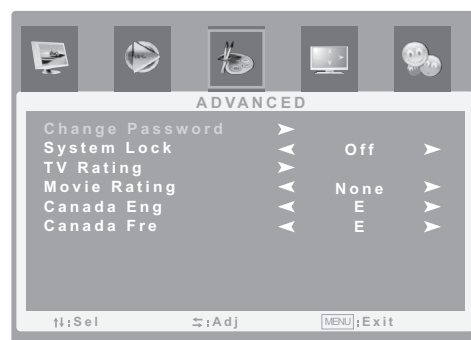 ADVANCED
Change Password
System Lock Off
TV Rating
Movie Rating None
Canada Eng E
Canada Fre E
Sel Adj MENU Exit